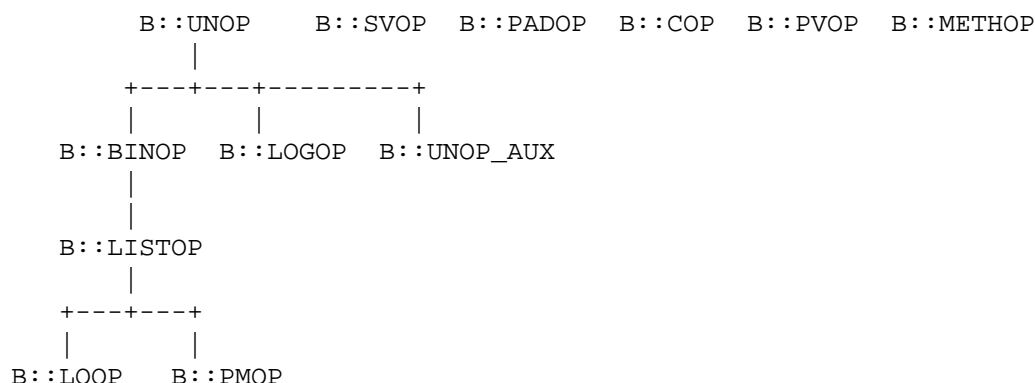 B::UNOP B::SVOP B::PADOP B::COP B::PVOP B::METHOP
|
+---+---+---------+
| | |
B::BINOP B::LOGOP B::UNOP_AUX
|
|
B::LISTOP
|
+---+---+
| |
B::LOOP B::PMOP